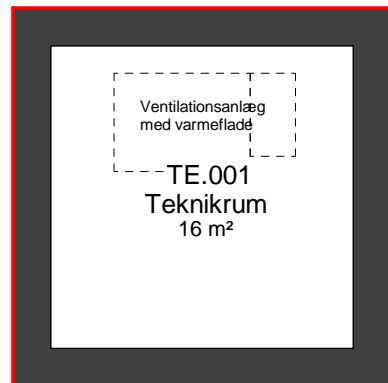 Ventilationsanlæg
med varmeflade
TE.001
Teknikrum
16 m²